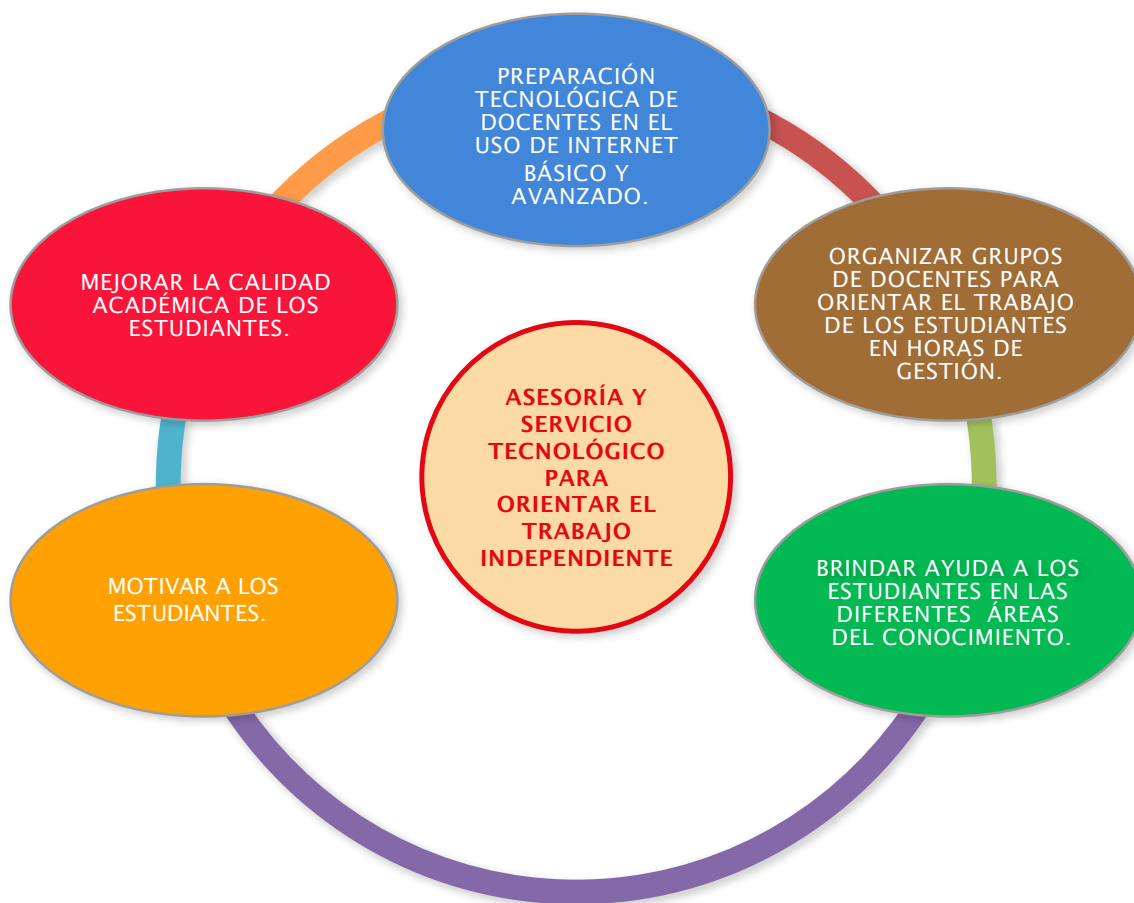 PREPARACIÓN
TECNOLÓGICA DE
DOCENTES EN EL
USO DE INTERNET
BÁSICO Y
AVANZADO.
ORGANIZAR GRUPOS
DE DOCENTES PARA
ORIENTAR EL TRABAJO
DE LOS ESTUDIANTES
EN HORAS DE
GESTIÓN.
BRINDAR AYUDA A LOS
ESTUDIANTES EN LAS
DIFERENTES ÁREAS
DEL CONOCIMIENTO.
MOTIVAR A LOS
ESTUDIANTES.
MEJORAR LA CALIDAD
ACADÉMICA DE LOS
ESTUDIANTES.
ASESORÍA Y
SERVICIO
TECNOLÓGICO
PARA
ORIENTAR EL
TRABAJO
INDEPENDIENTE